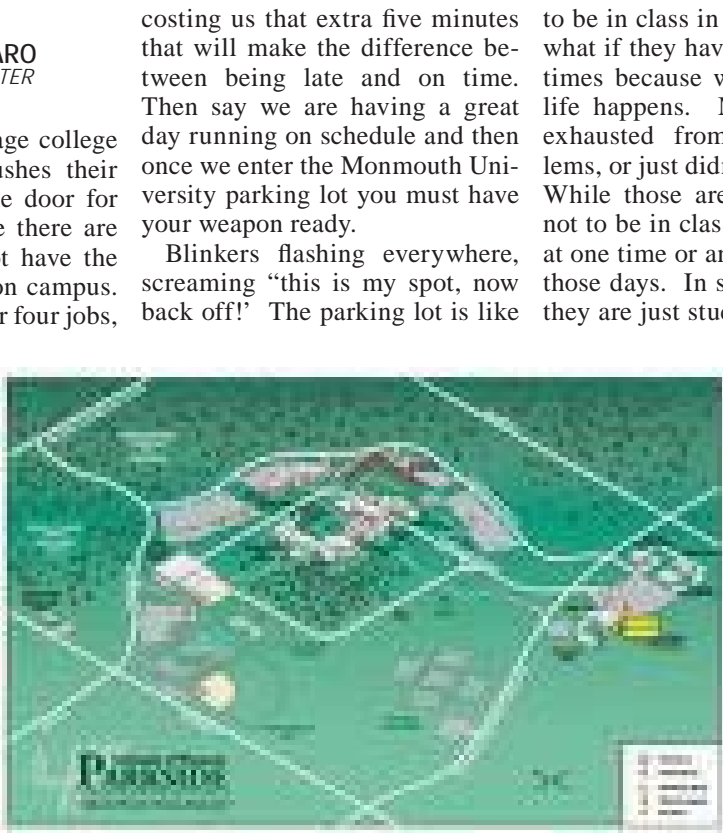 ARO
TER
age college
ushes their
e door for
e there are
t have the
on campus.
r four jobs,
costing us that extra five minutes
that will make the difference be-
tween being late and on time.
Then say we are having a great
day running on schedule and then
once we enter the Monmouth Uni-
versity parking lot you must have
your weapon ready.
Blinkers flashing everywhere,
screaming “this is my spot, now
back off!’ The parking lot is like
to be in class in
what if they hav
times because w
life happens.
exhausted from
lems, or just did
While those are
not to be in clas
at one time or a
those days. In s
they are just stu
PARKSIDE